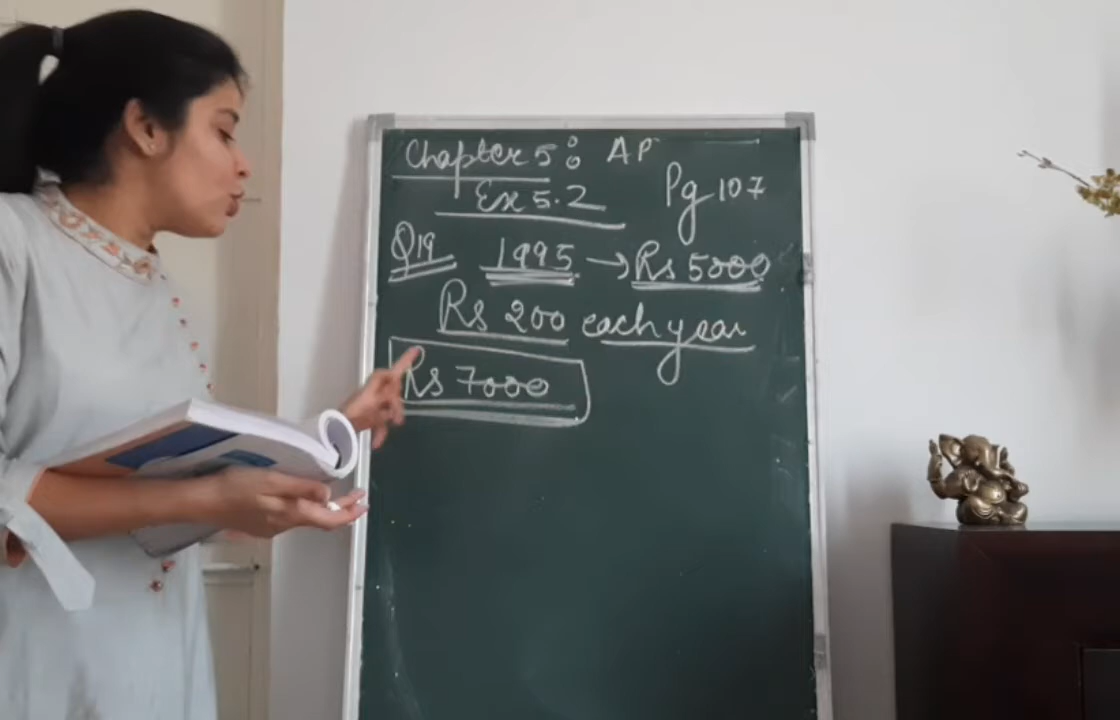 Chapter 5 : AP
Ex 5.2 Pg 107
Q19 1995 → Rs 5000
Rs 200 each year
Rs 7000